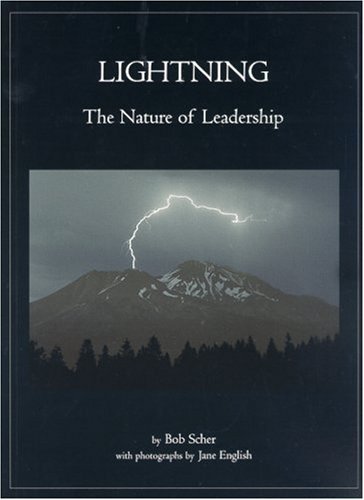 LIGHTNING
The Nature of Leadership
by Bob Scher
with photographs by Jane English